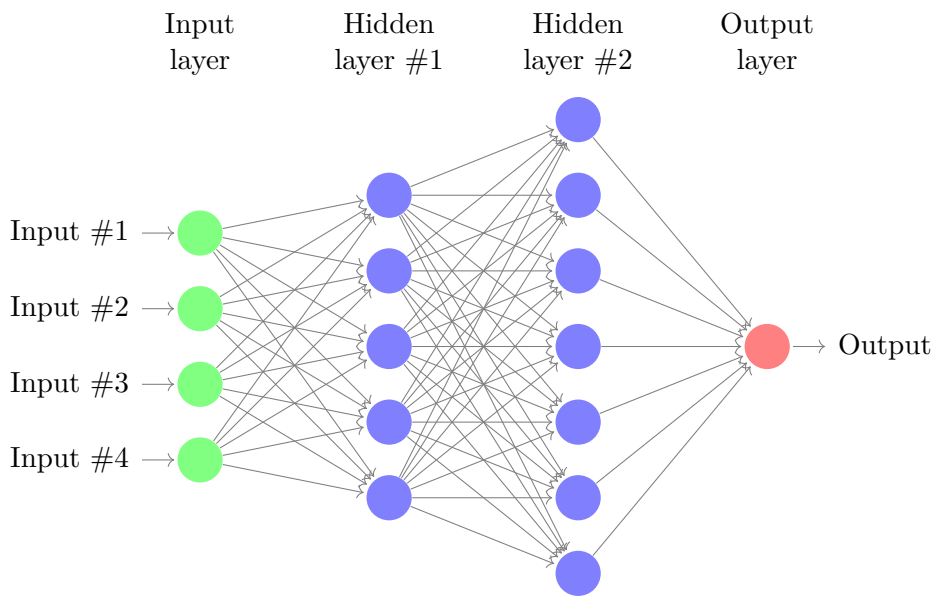 Input
layer
Hidden
layer #1
Hidden
layer #2
Output
layer
Input #1
Input #2
Input #3
Input #4
Output